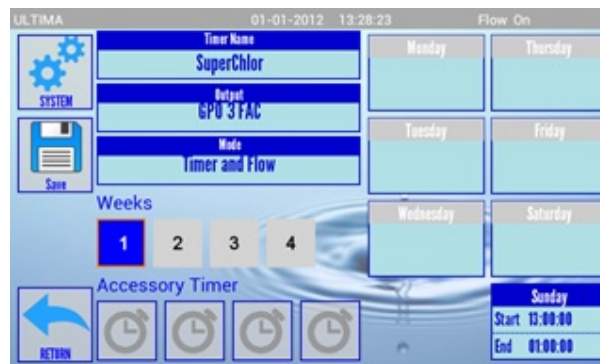 ULTIMA 01-01-2012 13:28:23 Flow On
SYSTEM
Save
RETURN
Timer Name
SuperChlor
Output
GPO 3 FAC
Mode
Timer and Flow
Weeks
1 2 3 4
Accessory Timer
Monday
Tuesday
Wednesday
Thursday
Friday
Saturday
Sunday
Start 13:00:00
End 01:00:00